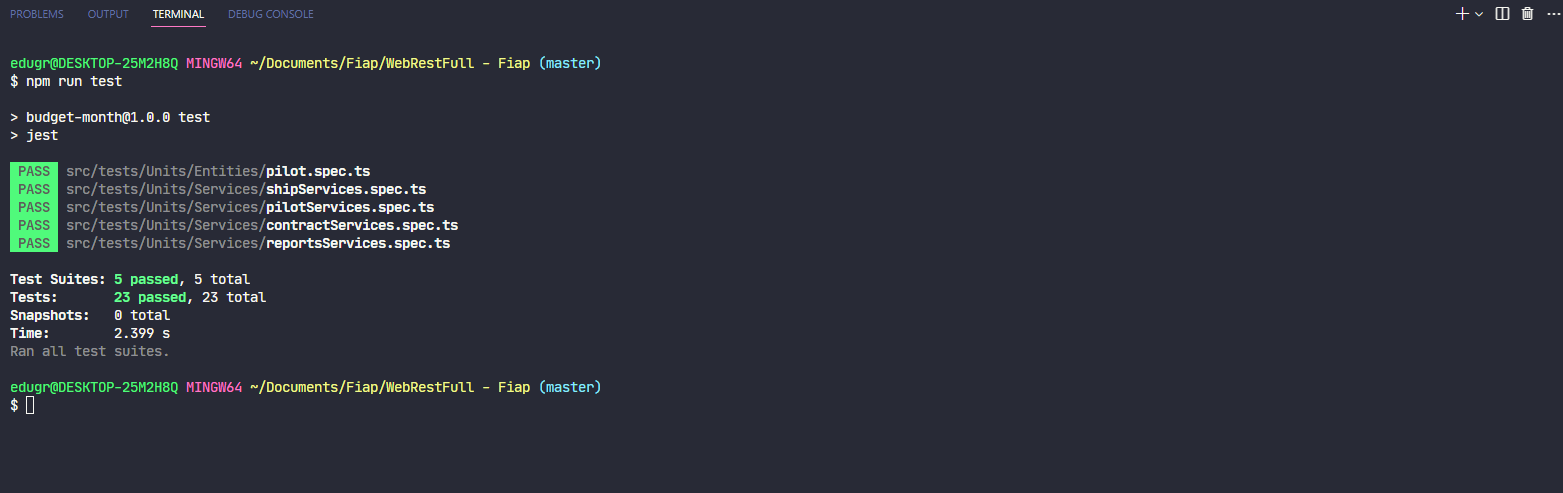 PROBLEMS OUTPUT TERMINAL DEBUG CONSOLE
edugr@DESKTOP-25M2H8Q MINGW64 ~/Documents/Fiap/WebRestFull - Fiap (master)
$ npm run test
> budget-month@1.0.0 test
> jest
PASS src/tests/Units/Entities/pilot.spec.ts
PASS src/tests/Units/Services/shipServices.spec.ts
PASS src/tests/Units/Services/pilotServices.spec.ts
PASS src/tests/Units/Services/contractServices.spec.ts
PASS src/tests/Units/Services/reportsServices.spec.ts
Test Suites: 5 passed, 5 total
Tests: 23 passed, 23 total
Snapshots: 0 total
Time: 2.399 s
Ran all test suites.
edugr@DESKTOP-25M2H8Q MINGW64 ~/Documents/Fiap/WebRestFull - Fiap (master)
$